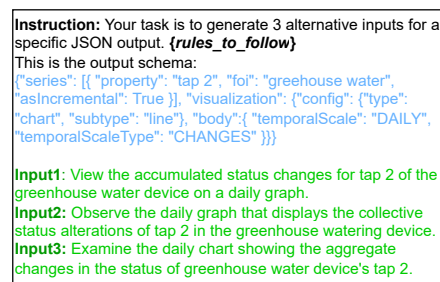 Instruction: Your task is to generate 3 alternative inputs for a
specific JSON output. {rules_to_follow}
This is the output schema:
{"series": [{ "property": "tap 2", "foi": "greehouse water",
"asIncremental": True }], "visualization": {"config": {"type":
"chart", "subtype": "line"}, "body":{ "temporalScale": "DAILY",
"temporalScaleType": "CHANGES" }}}
Input1: View the accumulated status changes for tap 2 of the
greenhouse water device on a daily graph.
Input2: Observe the daily graph that displays the collective
status alterations of tap 2 in the greenhouse watering device.
Input3: Examine the daily chart showing the aggregate
changes in the status of greenhouse water device's tap 2.